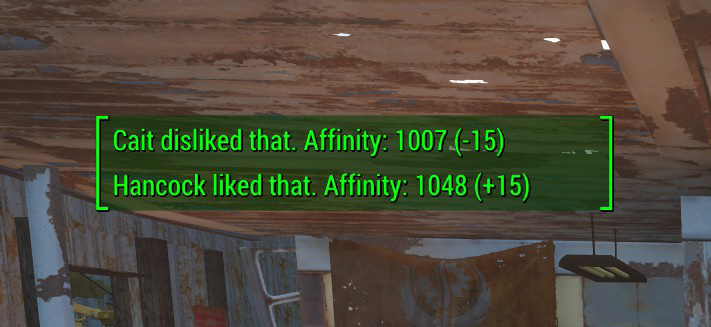 Cait disliked that. Affinity: 1007 (-15)
Hancock liked that. Affinity: 1048 (+15)